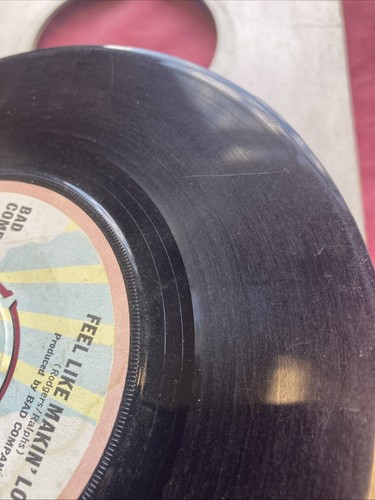 BAD
COMP
FEEL LIKE MAKIN' LO
(Rodgers/Ralphs)
Produced by BAD COMPAN